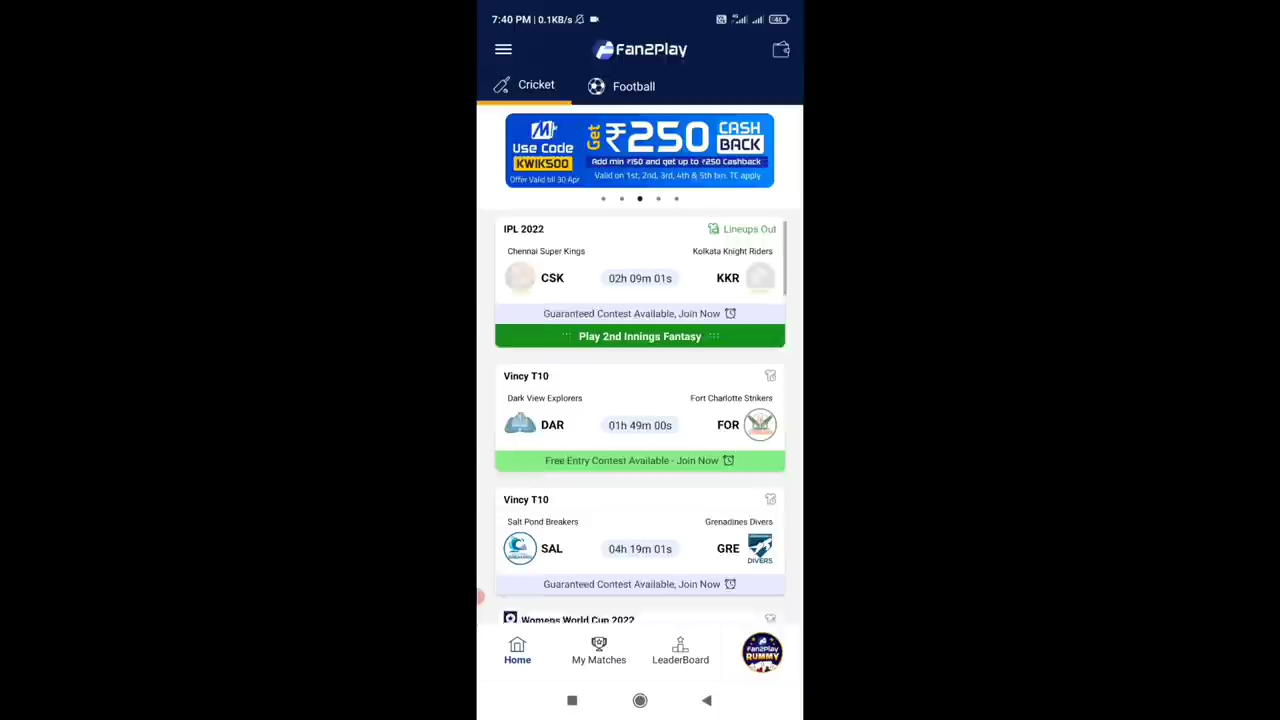 7:40 PM | 0.1KB/s
46
Fan2Play
Cricket
Football
Use Code
KWIK500
Offer Valid till 30 Apr
Get ₹250 CASH BACK
Add min ₹150 and get up to ₹250 Cashback
Valid on 1st, 2nd, 3rd, 4th & 5th txn. TC apply
IPL 2022
Lineups Out
Chennai Super Kings
Kolkata Knight Riders
CSK
02h 09m 01s
KKR
Guaranteed Contest Available, Join Now
Play 2nd Innings Fantasy
Vincy T10
Dark View Explorers
Fort Charlotte Strikers
DAR
01h 49m 00s
FOR
Free Entry Contest Available - Join Now
Vincy T10
Salt Pond Breakers
Grenadines Divers
SAL
04h 19m 01s
GRE
DIVERS
Guaranteed Contest Available, Join Now
Womens World Cup 2022
Home
My Matches
LeaderBoard
Fan2Play
RUMMY